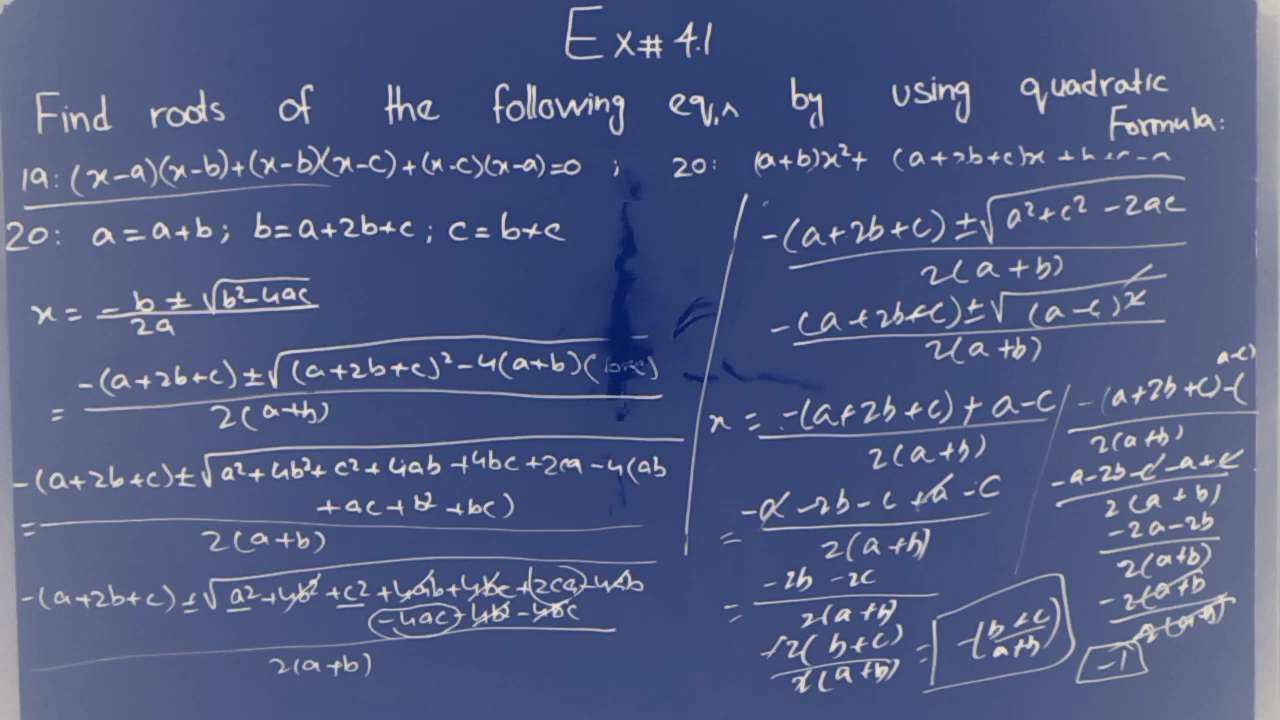 Ex# 4.1
Find roots of the following eq,n by using quadratic
Formula:
19: (x-a)(x-b)+(x-b)(x-c)+(x-c)(x-a)=0 ; 20: (a+b)x²+ (a+2b+c)x +
20: a=a+b; b=a+2b+c; c=b+c
x = -b ± √b²-4ac
2a
= -(a+2b+c)±√(a+2b+c)²-4(a+b)(b+c)
2(a+b)
-(a+2b+c)±√a²+4b²+c²+4ab+4bc+2ca-4(ab
+ac+b²+bc)
=
2(a+b)
-(a+2b+c)±√a²+4b²+c²+4ab+4bc+(2ca)-4ab
(-4ac)-4b²-4bc
2(a+b)
-(a+2b+c)±√a²+c²-2ac
2(a+b)
-(a+2b+c)±√(a-c)²
2(a+b)
x = -(a+2b+c)+a-c
2(a+b)
= -a-2b-c+a-c
2(a+b)
= -2b-2c
2(a+b)
-2(b+c)
2(a+b)
= -(b+c
a+b)
a-c)
-(a+2b+c)-(
2(a+b)
-a-2b-c-a+c
2(a+b)
-2a-2b
2(a+b)
-2(a+b
2(a+b)
-1